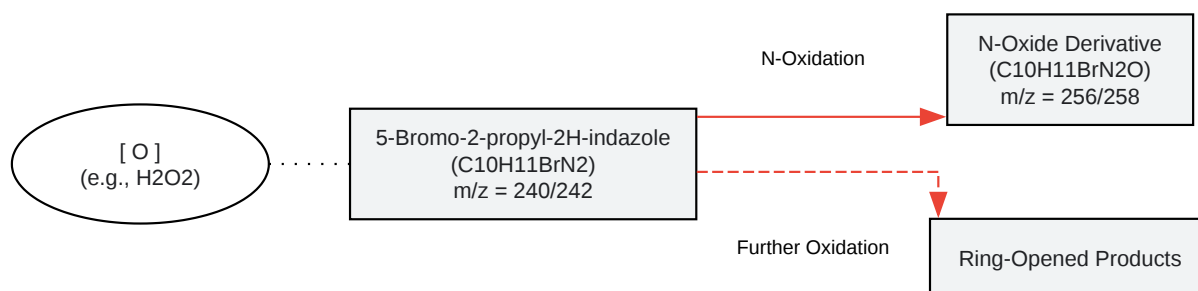 [ O ]
(e.g., H2O2)
5-Bromo-2-propyl-2H-indazole
(C10H11BrN2)
m/z = 240/242
N-Oxidation
N-Oxide Derivative
(C10H11BrN2O)
m/z = 256/258
Further Oxidation
Ring-Opened Products